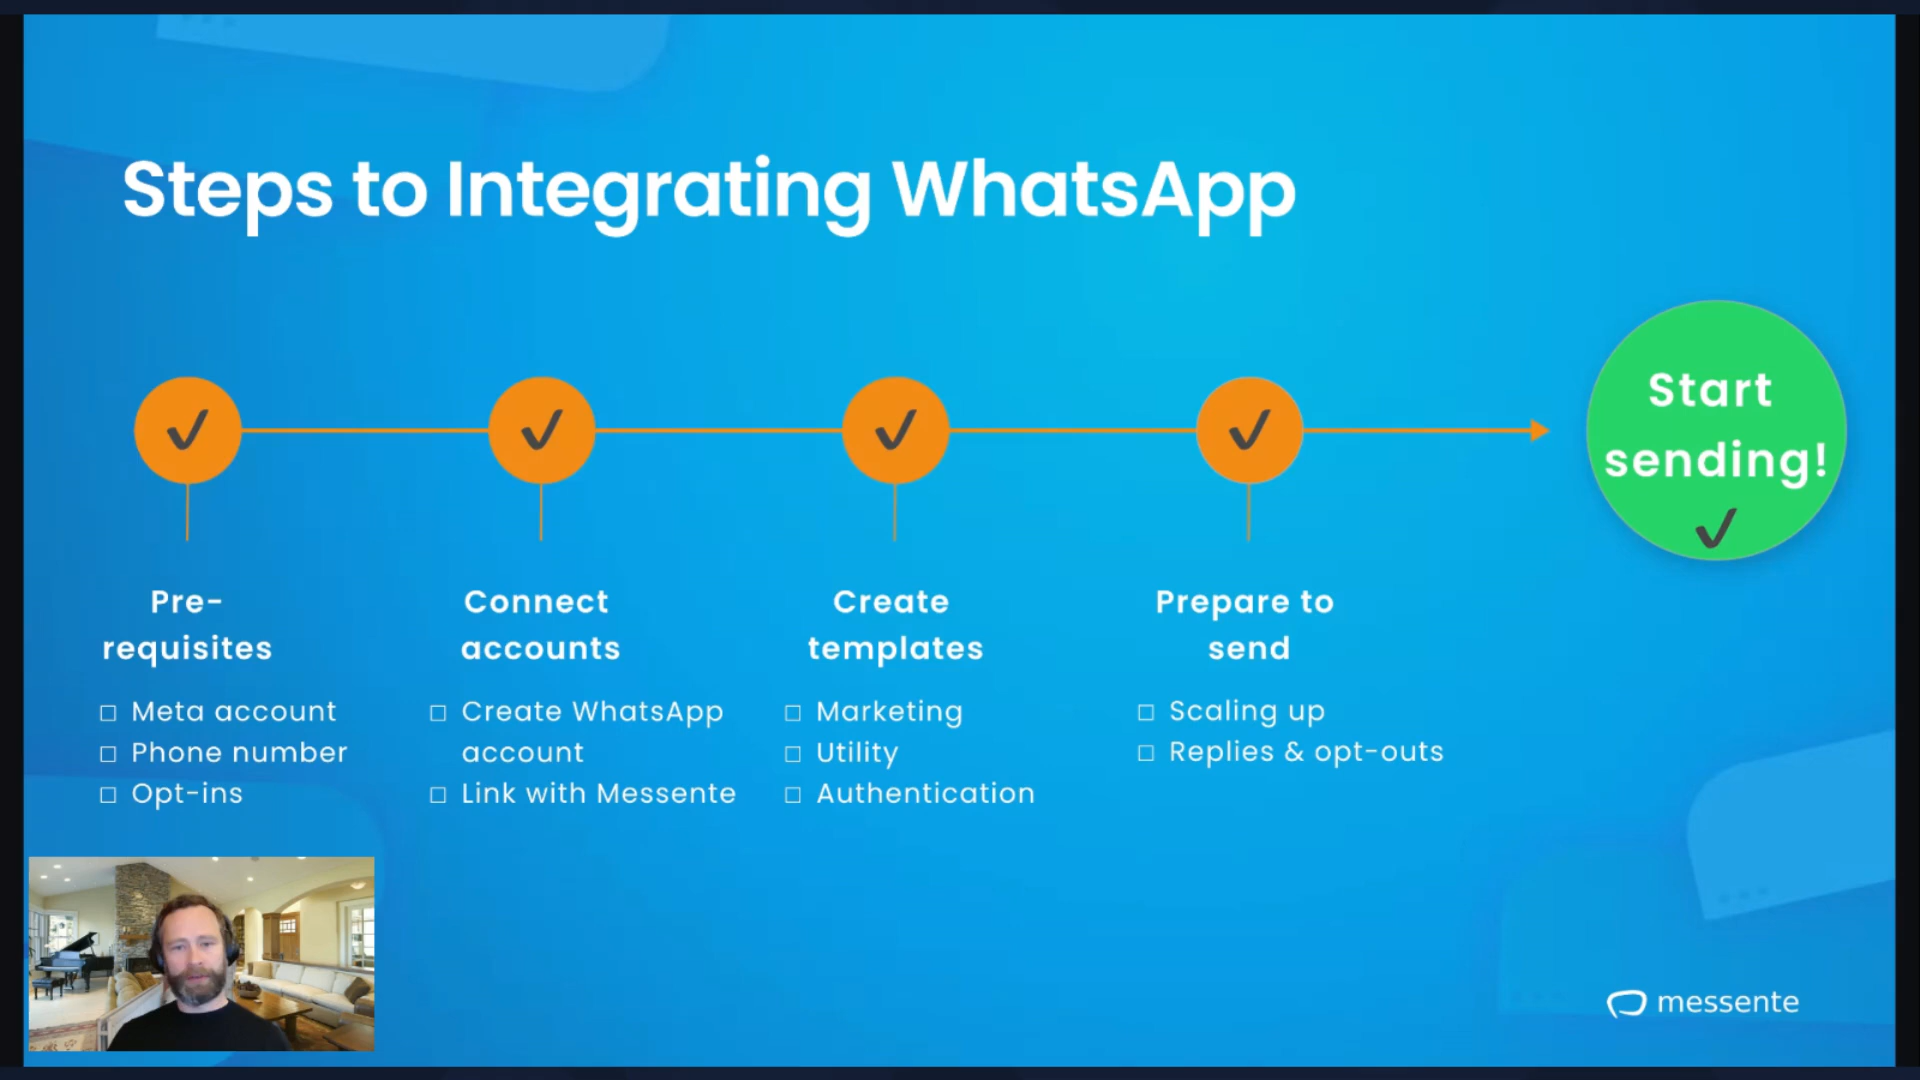 Steps to Integrating WhatsApp
Start
sending!
Pre-
requisites
Meta account
Phone number
Opt-ins
Connect
accounts
Create WhatsApp
account
Link with Messente
Create
templates
Marketing
Utility
Authentication
Prepare to
send
Scaling up
Replies & opt-outs
messente